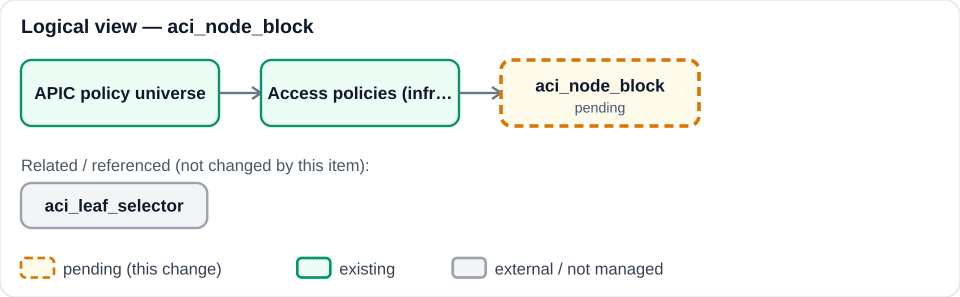 Logical view — aci_node_block
APIC policy universe
Access policies (infr…
aci_node_block
pending
Related / referenced (not changed by this item):
aci_leaf_selector
pending (this change)
existing
external / not managed